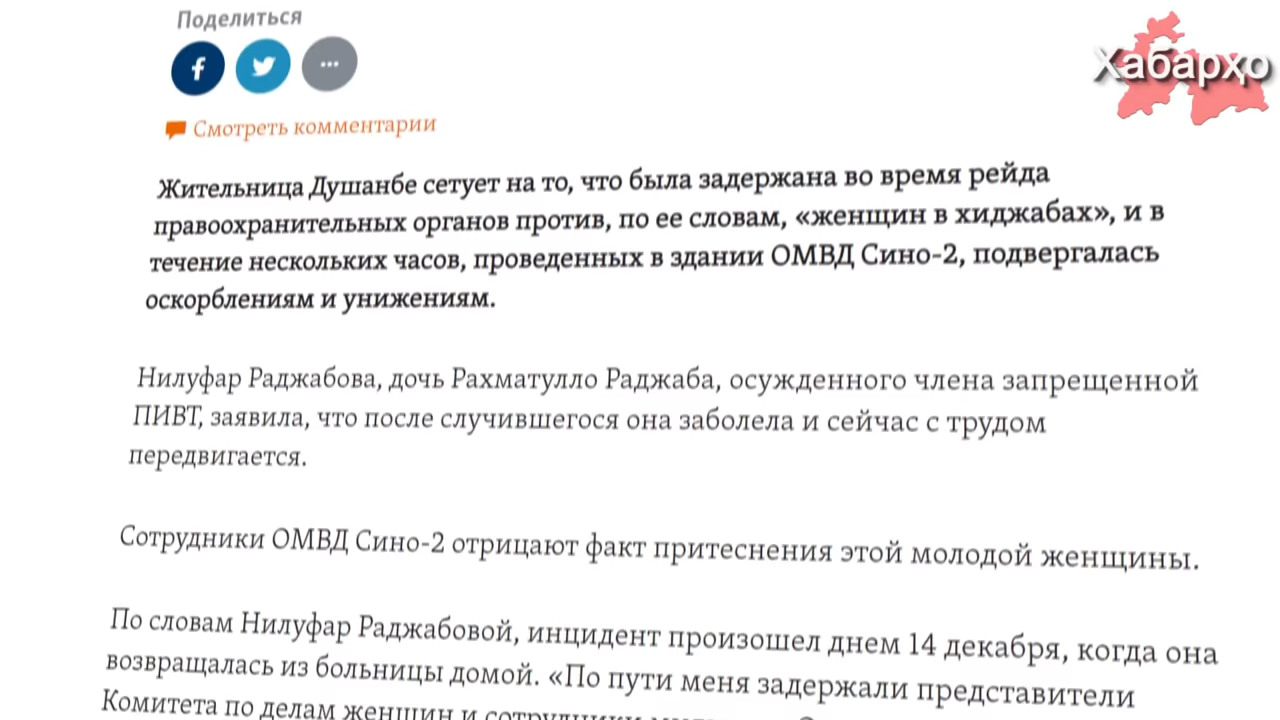 Поделиться
Хабарҳо
Смотреть комментарии
Жительница Душанбе сетует на то, что была задержана во время рейда
правоохранительных органов против, по ее словам, «женщин в хиджабах», и в
течение нескольких часов, проведенных в здании ОМВД Сино-2, подвергалась
оскорблениям и унижениям.
Нилуфар Раджабова, дочь Рахматулло Раджаба, осужденного члена запрещенной
ПИВТ, заявила, что после случившегося она заболела и сейчас с трудом
передвигается.
Сотрудники ОМВД Сино-2 отрицают факт притеснения этой молодой женщины.
По словам Нилуфар Раджабовой, инцидент произошел днем 14 декабря, когда она
возвращалась из больницы домой. «По пути меня задержали представители
Комитета по делам женщин и сотрудники